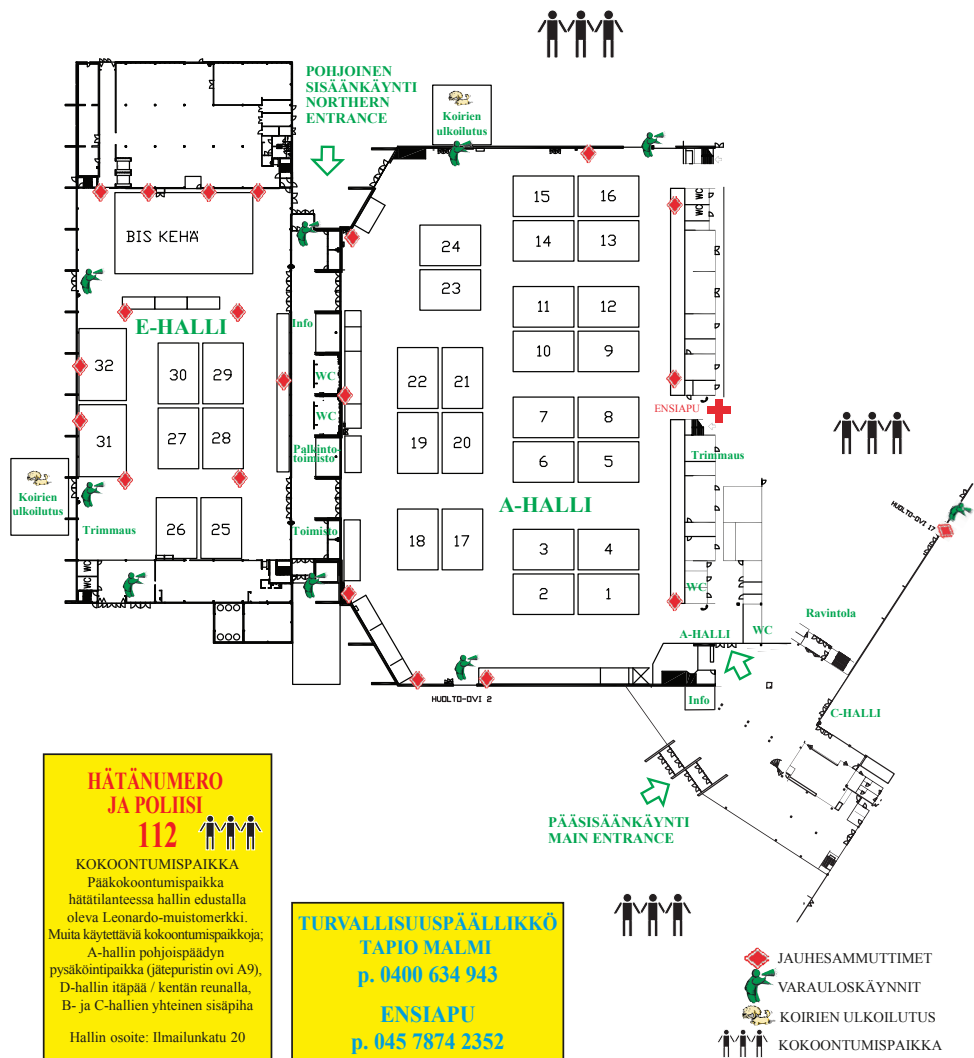 POHJOINEN
SISÄÄNKÄYNTI
NORTHERN
ENTRANCE
Koirien
ulkoilutus
BIS KEHÄ
E-HALLI
Info
WC
WC
Palkinto-
toimisto
Toimisto
32
30
29
31
27
28
26
25
Koirien
ulkoilutus
Trimmaus
WC
WC
15
16
14
13
24
23
11
12
10
9
22
21
7
8
19
20
6
5
A-HALLI
18
17
3
4
2
1
WC
WC
ENSIAPU
Trimmaus
WC
WC
A-HALLI
Ravintola
HUOLTO-OVI 17
HUOLTO-OVI 2
Info
C-HALLI
PÄÄSISÄÄNKÄYNTI
MAIN ENTRANCE
HÄTÄNUMERO
JA POLIISI
112
KOKOONTUMISPAIKKA
Pääkokoontumispaikka
hätätilanteessa hallin edustalla
oleva Leonardo-muistomerkki.
Muita käytettäviä kokoontumispaikkoja;
A-hallin pohjoispäädyn
pysäköintipaikka (jätepuristin ovi A9),
D-hallin itäpää / kentän reunalla,
B- ja C-hallien yhteinen sisäpiha
Hallin osoite: Ilmailunkatu 20
TURVALLISUUSPÄÄLLIKKÖ
TAPIO MALMI
p. 0400 634 943
ENSIAPU
p. 045 7874 2352
JAUHESAMMUTTIMET
VARAULOSKÄYNNIT
KOIRIEN ULKOILUTUS
KOKOONTUMISPAIKKA